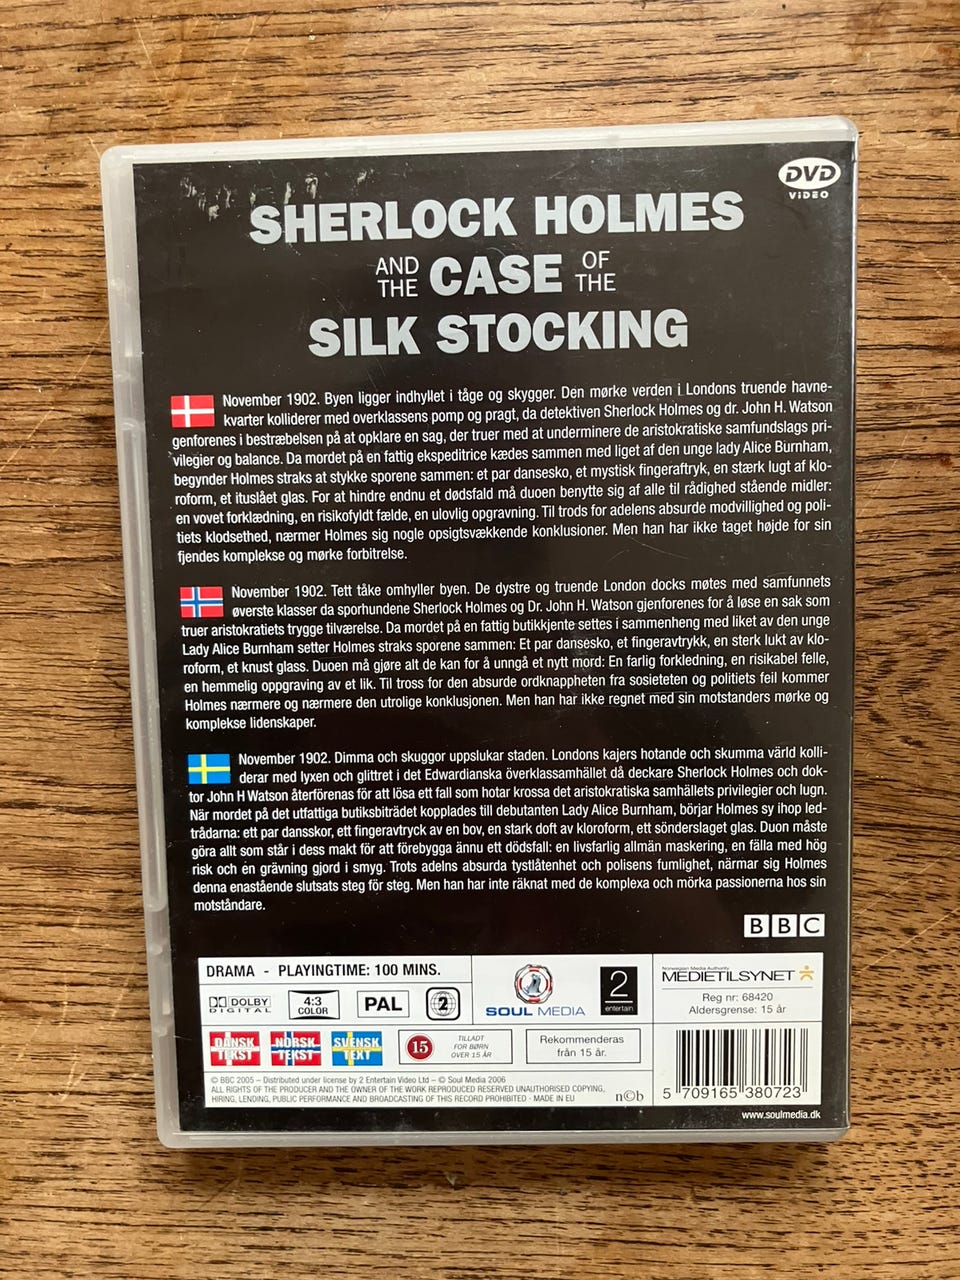 DVD
VIDEO
SHERLOCK HOLMES
AND THE CASE OF THE
SILK STOCKING
November 1902. Byen ligger indhyllet i tåge og skygger. Den mørke verden i Londons truende havne-
kvarter kolliderer med overklassens pomp og pragt, da detektiven Sherlock Holmes og dr. John H. Watson
genforenes i bestræbelsen på at opklare en sag, der truer med at underminere de aristokratiske samfundslags pri-
vilegier og balance. Da mordet på en fattig ekspeditrice kædes sammen med liget af den unge lady Alice Burnham,
begynder Holmes straks at stykke sporene sammen: et par dansesko, et mystisk fingeraftryk, en stærk lugt af klo-
roform, et ituslået glas. For at hindre endnu et dødsfald må duoen benytte sig af alle til rådighed stående midler:
en vovet forklædning, en risikofyldt fælde, en ulovlig opgravning. Til trods for adelens absurde modvillighed og poli-
tiets klodsethed, nærmer Holmes sig nogle opsigtsvækkende konklusioner. Men han har ikke taget højde for sin
fjendes komplekse og mørke forbitrelse.
November 1902. Tett tåke omhyller byen. De dystre og truende London docks møtes med samfunnets
øverste klasser da sporhundene Sherlock Holmes og Dr. John H. Watson gjenforenes for å løse en sak som
truer aristokratiets trygge tilværelse. Da mordet på en fattig butikkjente settes i sammenheng med liket av den unge
Lady Alice Burnham setter Holmes straks sporene sammen: Et par dansesko, et fingeravtrykk, en sterk lukt av klo-
roform, et knust glass. Duoen må gjøre alt de kan for å unngå et nytt mord: En farlig forkledning, en risikabel felle,
en hemmelig oppgraving av et lik. Til tross for den absurde ordknappheten fra sosieteten og politiets feil kommer
Holmes nærmere og nærmere den utrolige konklusjonen. Men han har ikke regnet med sin motstanders mørke og
komplekse lidenskaper.
November 1902. Dimma och skuggor uppslukar staden. Londons kajers hotande och skumma värld kolli-
derar med lyxen och glittret i det Edwardianska överklassamhället då deckare Sherlock Holmes och dok-
tor John H Watson återförenas för att lösa ett fall som hotar krossa det aristokratiska samhällets privilegier och lugn.
När mordet på det utfattiga butiksbiträdet kopplades till debutanten Lady Alice Burnham, börjar Holmes sy ihop led-
trådarna: ett par dansskor, ett fingeravtryck av en bov, en stark doft av kloroform, ett sönderslaget glas. Duon måste
göra allt som står i dess makt för att förebygga ännu ett dödsfall: en livsfarlig allmän maskering, en fälla med hög
risk och en grävning gjord i smyg. Trots adelns absurda tystlåtenhet och polisens fumlighet, närmar sig Holmes
denna enastående slutsats steg för steg. Men han har inte räknat med de komplexa och mörka passionerna hos sin
motståndare.
BBC
DRAMA - PLAYINGTIME: 100 MINS.
DOLBY
DIGITAL
4:3
COLOR
PAL
2
SOUL MEDIA
2
entertain
Norwegian Media Authority
MEDIETILSYNET
Reg nr: 68420
Aldersgrense: 15 år
DANSK
TEKST
NORSK
TEKST
SVENSK
TEXT
15
TILLADT
FOR BØRN
OVER 15 ÅR
Rekommenderas
från 15 år.
© BBC 2005 – Distributed under license by 2 Entertain Video Ltd – © Soul Media 2006
ALL RIGHTS OF THE PRODUCER AND THE OWNER OF THE WORK REPRODUCED RESERVED UNAUTHORISED COPYING,
HIRING, LENDING, PUBLIC PERFORMANCE AND BROADCASTING OF THIS RECORD PROHIBITED · MADE IN EU
n©b
5 709165 380723
www.soulmedia.dk